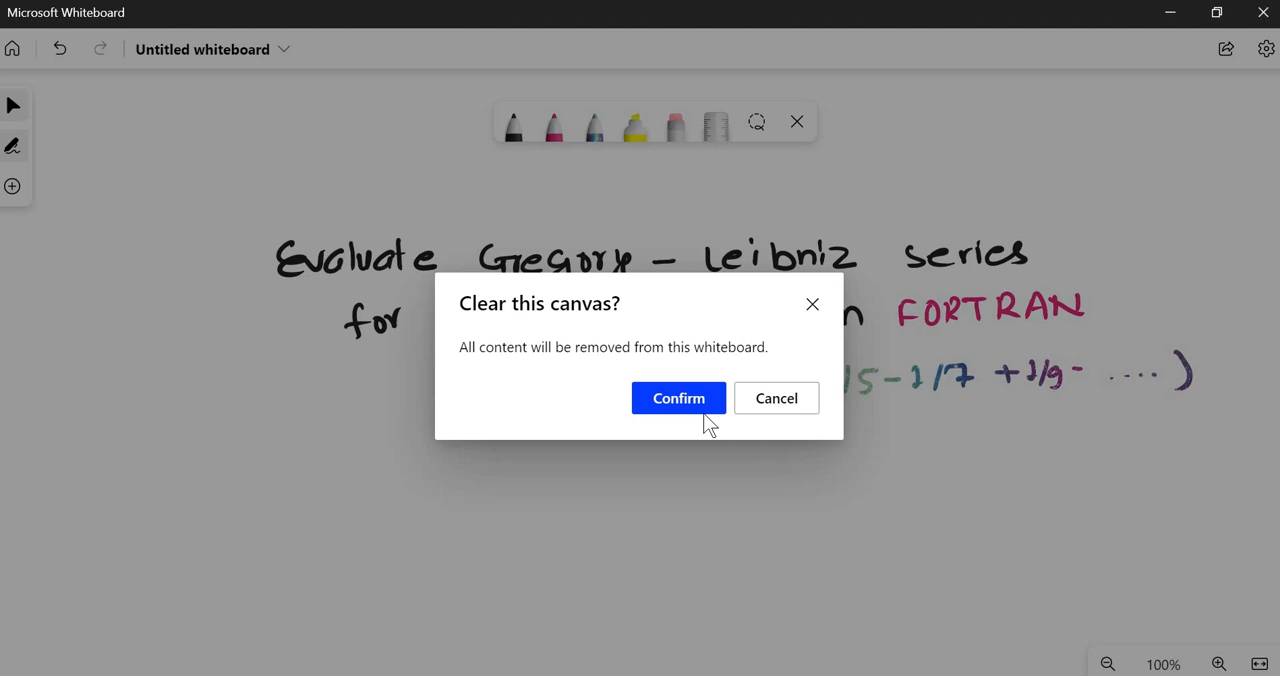 Microsoft Whiteboard
Untitled whiteboard
Evaluate Gregory - Leibniz series
for FORTRAN
Clear this canvas?
All content will be removed from this whiteboard.
/5 - 1/7 + 1/9 - .... )
Confirm Cancel
100%